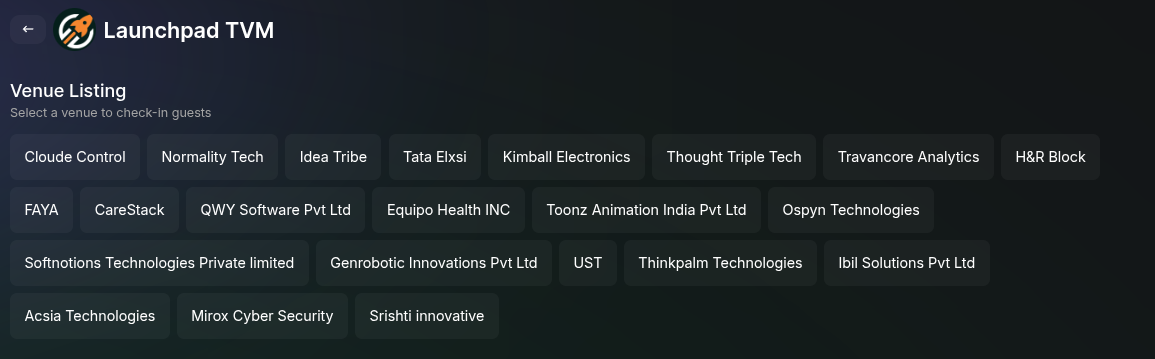 Launchpad TVM
Venue Listing
Select a venue to check-in guests
Cloude Control Normality Tech Idea Tribe Tata Elxsi Kimball Electronics Thought Triple Tech Travancore Analytics H&R Block
FAYA CareStack QWY Software Pvt Ltd Equipo Health INC Toonz Animation India Pvt Ltd Ospyn Technologies
Softnotions Technologies Private limited Genrobotic Innovations Pvt Ltd UST Thinkpalm Technologies Ibil Solutions Pvt Ltd
Acsia Technologies Mirox Cyber Security Srishti innovative